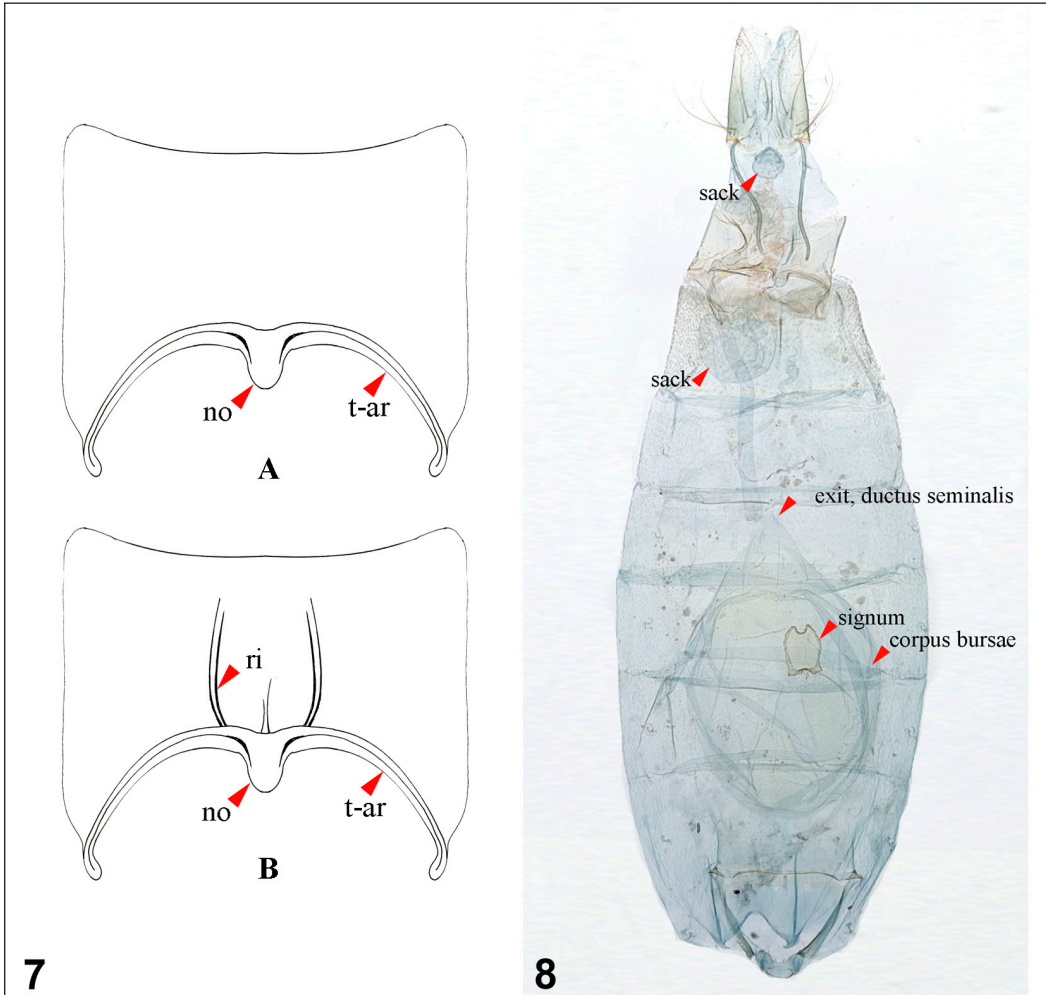 no
t-ar
A
ri
no
t-ar
B
7
sack
sack
exit, ductus seminalis
signum
corpus bursae
8